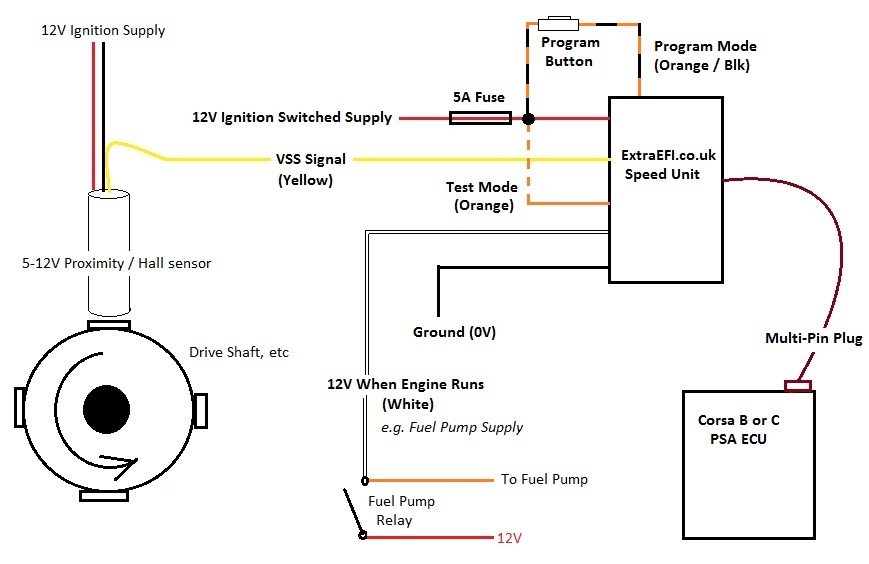 12V Ignition Supply
Program
Button
Program Mode
(Orange / Blk)
5A Fuse
12V Ignition Switched Supply
VSS Signal
(Yellow)
ExtraEFI.co.uk
Speed Unit
Test Mode
(Orange)
5-12V Proximity / Hall sensor
Ground (0V)
Multi-Pin Plug
Drive Shaft, etc
12V When Engine Runs
(White)
e.g. Fuel Pump Supply
Corsa B or C
PSA ECU
To Fuel Pump
Fuel Pump
Relay
12V